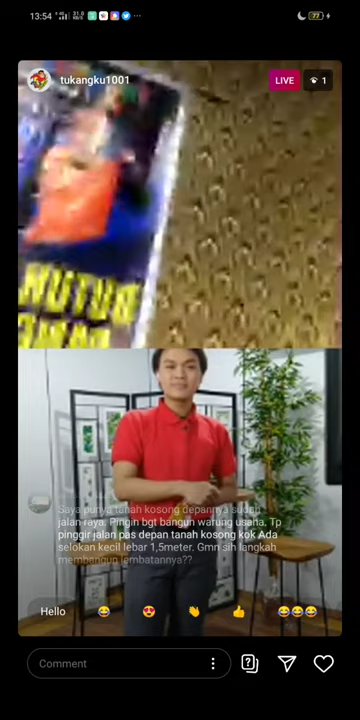 13:54
77
tukangku1001
LIVE
1
BUTUH
Saya punya tanah kosong depannya sudah
jalan raya. Pingin bgt bangun warung usaha. Tp
pinggir jalan pas depan tanah kosong kok Ada
selokan kecil lebar 1,5meter. Gmn sih langkah
membangun jembatannya??
Hello
Comment